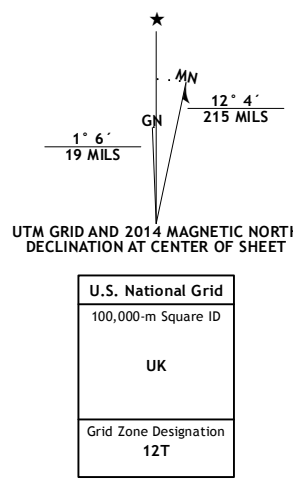 ★
MN
GN
12° 4´
215 MILS
1° 6´
19 MILS
UTM GRID AND 2014 MAGNETIC NORTH
DECLINATION AT CENTER OF SHEET
U.S. National Grid
100,000-m Square ID
UK
Grid Zone Designation
12T